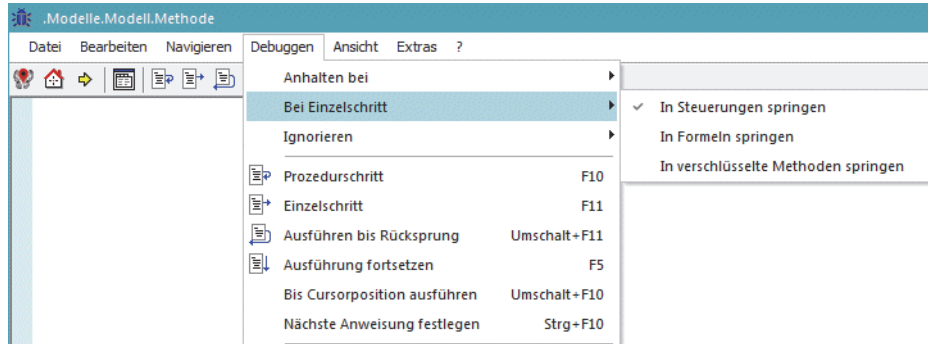 .Modelle.Modell.Methode
Datei Bearbeiten Navigieren Debuggen Ansicht Extras ?
Anhalten bei
Bei Einzelschritt
In Steuerungen springen
Ignorieren
In Formeln springen
In verschlüsselte Methoden springen
Prozedurschritt F10
Einzelschritt F11
Ausführen bis Rücksprung Umschalt+F11
Ausführung fortsetzen F5
Bis Cursorposition ausführen Umschalt+F10
Nächste Anweisung festlegen Strg+F10